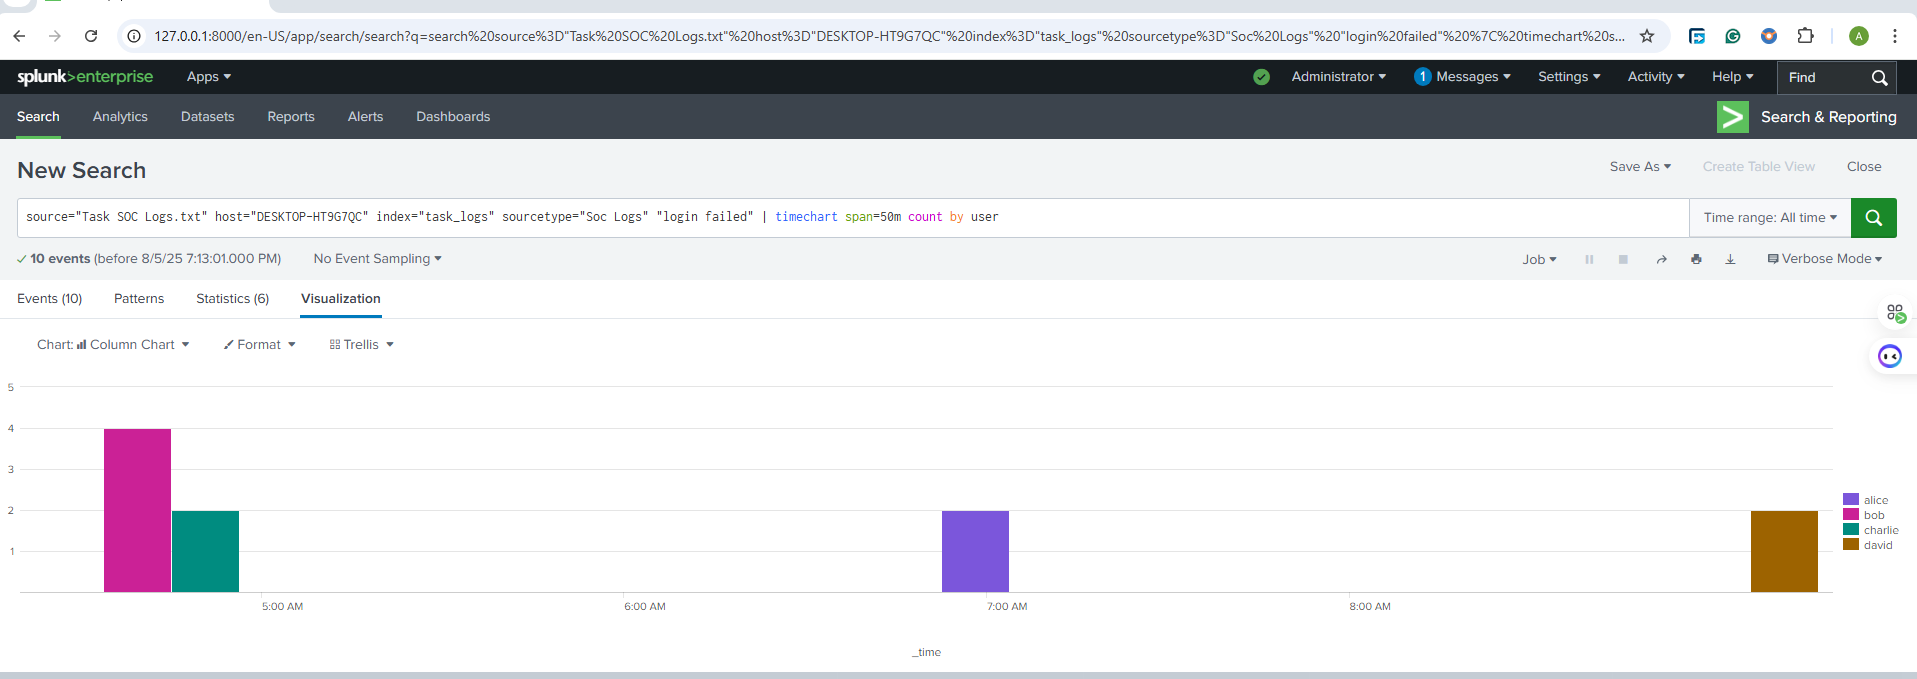 127.0.0.1:8000/en-US/app/search/search?q=search%20source%3D"Task%20SOC%20Logs.txt"%20host%3D"DESKTOP-HT9G7QC"%20index%3D"task_logs"%20sourcetype%3D"Soc%20Logs"%20"login%20failed"%20%7C%20timechart%20s...
A
splunk>enterprise Apps Administrator 1 Messages Settings Activity Help Find
Search Analytics Datasets Reports Alerts Dashboards > Search & Reporting
New Search Save As Create Table View Close
source="Task SOC Logs.txt" host="DESKTOP-HT9G7QC" index="task_logs" sourcetype="Soc Logs" "login failed" | timechart span=50m count by user Time range: All time
10 events (before 8/5/25 7:13:01.000 PM) No Event Sampling Job Verbose Mode
Events (10) Patterns Statistics (6) Visualization
Chart: Column Chart Format Trellis
5
4
3
2
1
alice
bob
charlie
david
5:00 AM 6:00 AM 7:00 AM 8:00 AM
_time